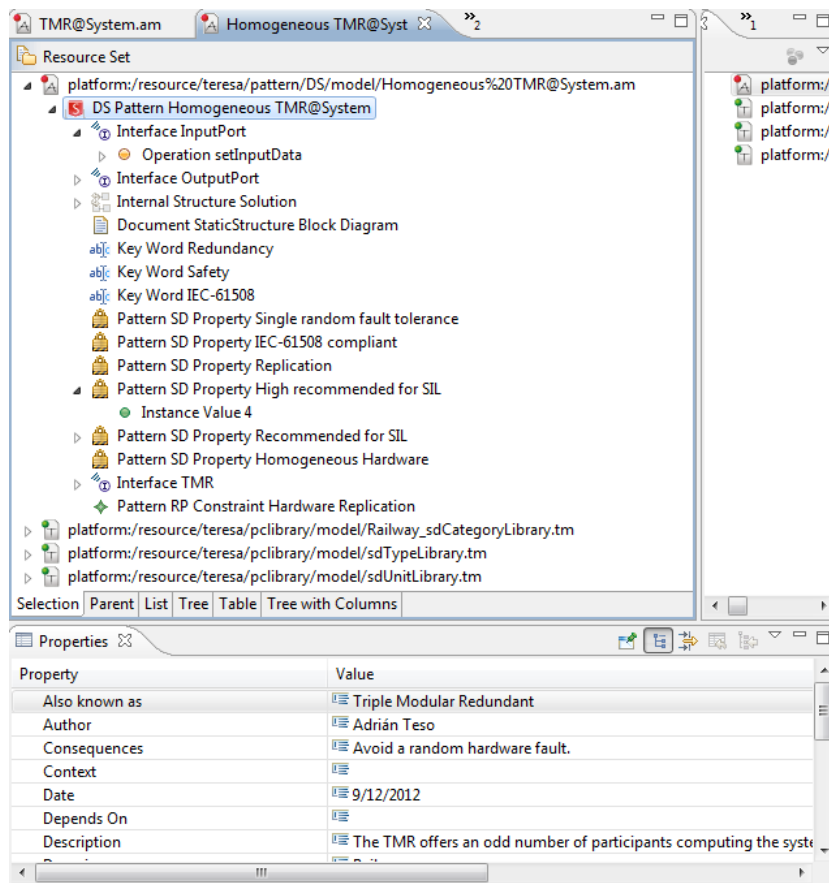 TMR@System.am
Homogeneous TMR@Syst
»2
»1
Resource Set
platform:/resource/teresa/pattern/DS/model/Homogeneous%20TMR@System.am
DS Pattern Homogeneous TMR@System
Interface InputPort
Operation setInputData
Interface OutputPort
Internal Structure Solution
Document StaticStructure Block Diagram
Key Word Redundancy
Key Word Safety
Key Word IEC-61508
Pattern SD Property Single random fault tolerance
Pattern SD Property IEC-61508 compliant
Pattern SD Property Replication
Pattern SD Property High recommended for SIL
Instance Value 4
Pattern SD Property Recommended for SIL
Pattern SD Property Homogeneous Hardware
Interface TMR
Pattern RP Constraint Hardware Replication
platform:/resource/teresa/pclibrary/model/Railway_sdCategoryLibrary.tm
platform:/resource/teresa/pclibrary/model/sdTypeLibrary.tm
platform:/resource/teresa/pclibrary/model/sdUnitLibrary.tm
Selection Parent List Tree Table Tree with Columns
platform:/
platform:/
platform:/
platform:/
Properties
Property Value
Also known as Triple Modular Redundant
Author Adrián Teso
Consequences Avoid a random hardware fault.
Context
Date 9/12/2012
Depends On
Description The TMR offers an odd number of participants computing the syste